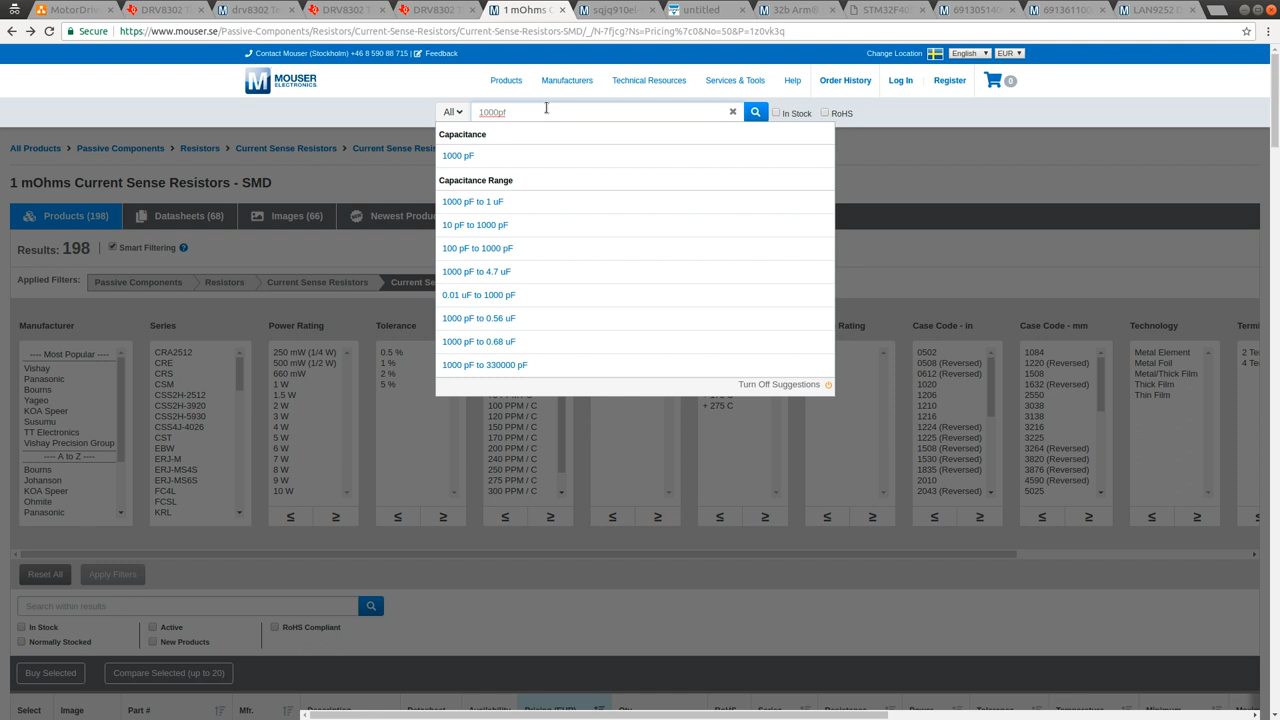 MotorDriv
DRV8302 T
drv8302 Te
DRV8302 T
DRV8302 T
1 mOhms C
sqjq910el
untitled
32b Arm®
STM32F40
69130514
691361100
LAN9252 D
Secure https://www.mouser.se/Passive-Components/Resistors/Current-Sense-Resistors/Current-Sense-Resistors-SMD/_/N-7fjcg?Ns=Pricing%7c0&No=50&P=1z0vk3q
Contact Mouser (Stockholm) +46 8 590 88 715 | Feedback
Change Location English EUR
MOUSER ELECTRONICS
Products Manufacturers Technical Resources Services & Tools Help Order History Log In Register 0
All 1000pf In Stock RoHS
Capacitance
1000 pF
Capacitance Range
1000 pF to 1 uF
10 pF to 1000 pF
100 pF to 1000 pF
1000 pF to 4.7 uF
0.01 uF to 1000 pF
1000 pF to 0.56 uF
1000 pF to 0.68 uF
1000 pF to 330000 pF
Turn Off Suggestions
All Products Passive Components Resistors Current Sense Resistors Current Sense Resis
1 mOhms Current Sense Resistors - SMD
Products (198) Datasheets (68) Images (66) Newest Produc
Results: 198 Smart Filtering
Applied Filters: Passive Components Resistors Current Sense Resistors Current Se
Manufacturer
---- Most Popular ----
Vishay
Panasonic
Bourns
Yageo
KOA Speer
Susumu
TT Electronics
Vishay Precision Group
---- A to Z ----
Bourns
Johanson
KOA Speer
Ohmite
Panasonic
Series
CRA2512
CRE
CRS
CSM
CSS2H-2512
CSS2H-3920
CSS2H-5930
CSS4J-4026
CST
EBW
ERJ-M
ERJ-MS4S
ERJ-MS6S
FC4L
FCSL
KRL
Power Rating
250 mW (1/4 W)
500 mW (1/2 W)
660 mW
1 W
1.5 W
2 W
3 W
4 W
5 W
6 W
7 W
8 W
9 W
10 W
≤ ≥
Tolerance
0.5 %
1 %
2 %
5 %
≤ ≥
100 PPM / C
120 PPM / C
150 PPM / C
170 PPM / C
200 PPM / C
240 PPM / C
250 PPM / C
275 PPM / C
300 PPM / C
≤ ≥
≤ ≥
+ 275 C
≤ ≥
Rating
≤ ≥
Case Code - in
0502
0508 (Reversed)
0612 (Reversed)
1020
1206
1210
1216
1224 (Reversed)
1225 (Reversed)
1508 (Reversed)
1530 (Reversed)
1835 (Reversed)
2010
2043 (Reversed)
≤ ≥
Case Code - mm
1084
1220 (Reversed)
1508
1632 (Reversed)
2550
3038
3138
3216
3225
3264 (Reversed)
3820 (Reversed)
3876 (Reversed)
4590 (Reversed)
5025
≤ ≥
Technology
Metal Element
Metal Foil
Metal/Thick Film
Thick Film
Thin Film
≤ ≥
Termi
2 Te
4 Te
Reset All Apply Filters
Search within results
In Stock Active RoHS Compliant
Normally Stocked New Products
Buy Selected Compare Selected (up to 20)
Select Image Part # Mfr. Description Datasheet Availability Pricing (EUR) Qty. RoHS Series Resistance Power Tolerance Temperature Minimum Maximum